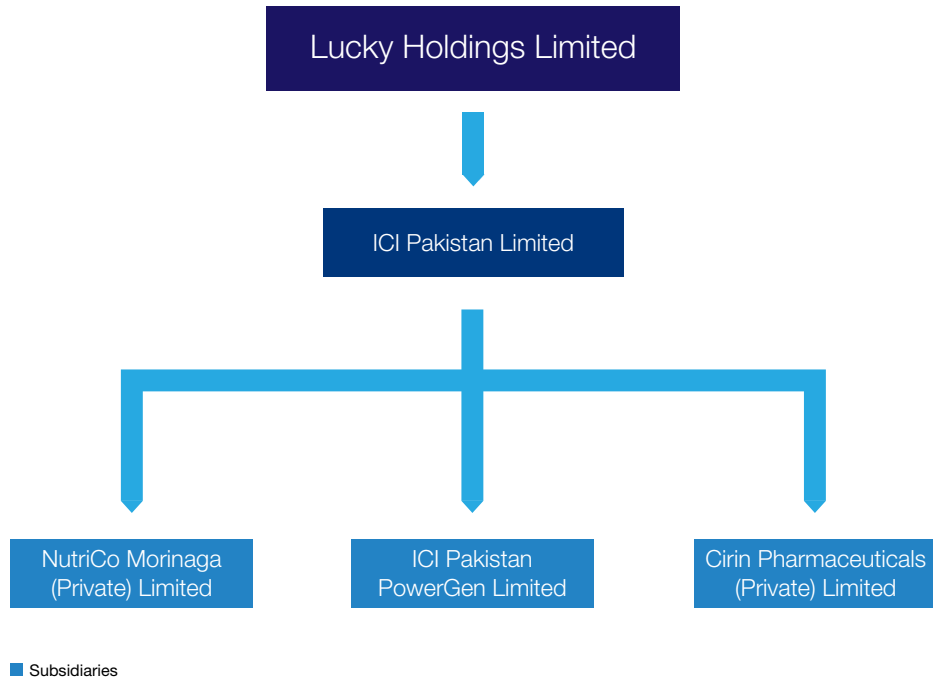 Lucky Holdings Limited
ICI Pakistan Limited
NutriCo Morinaga
(Private) Limited
ICI Pakistan
PowerGen Limited
Cirin Pharmaceuticals
(Private) Limited
Subsidiaries